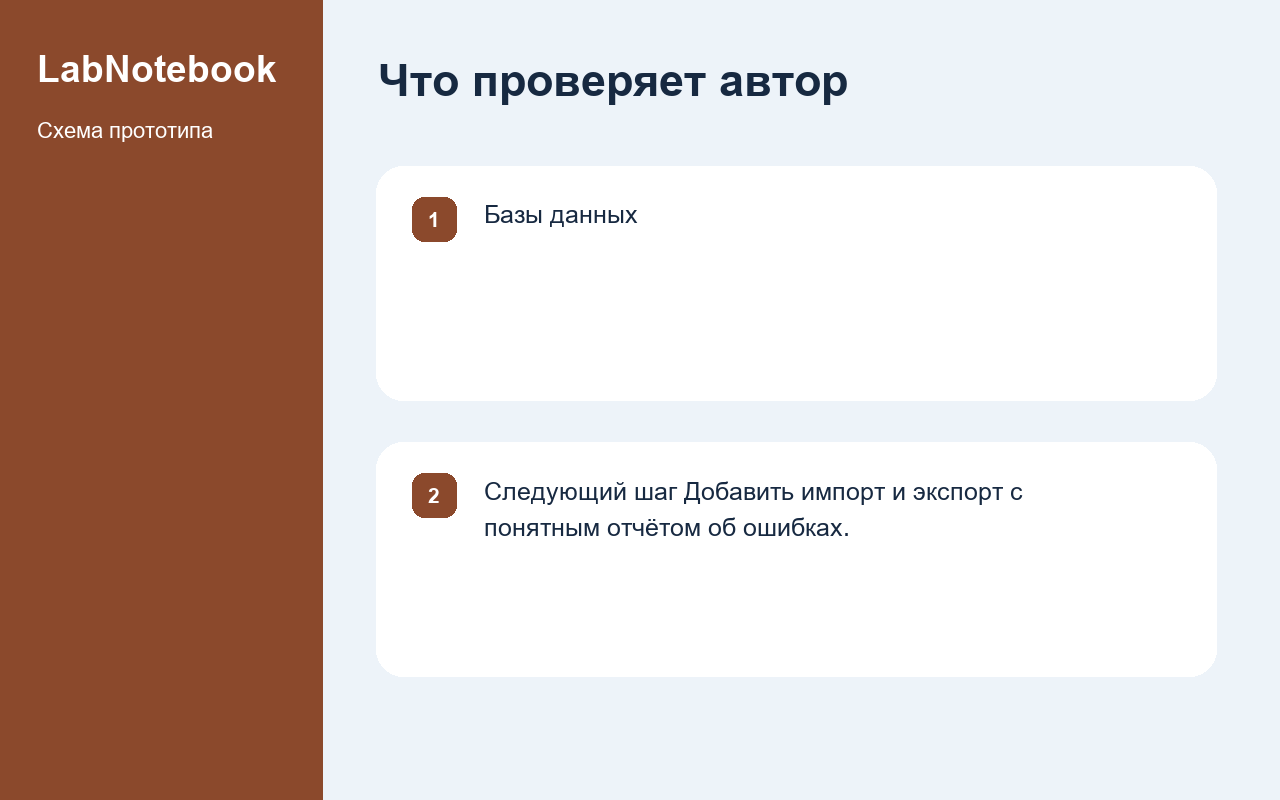 LabNotebook
Схема прототипа
Что проверяет автор
1
Базы данных
2
Следующий шаг Добавить импорт и экспорт с
понятным отчётом об ошибках.